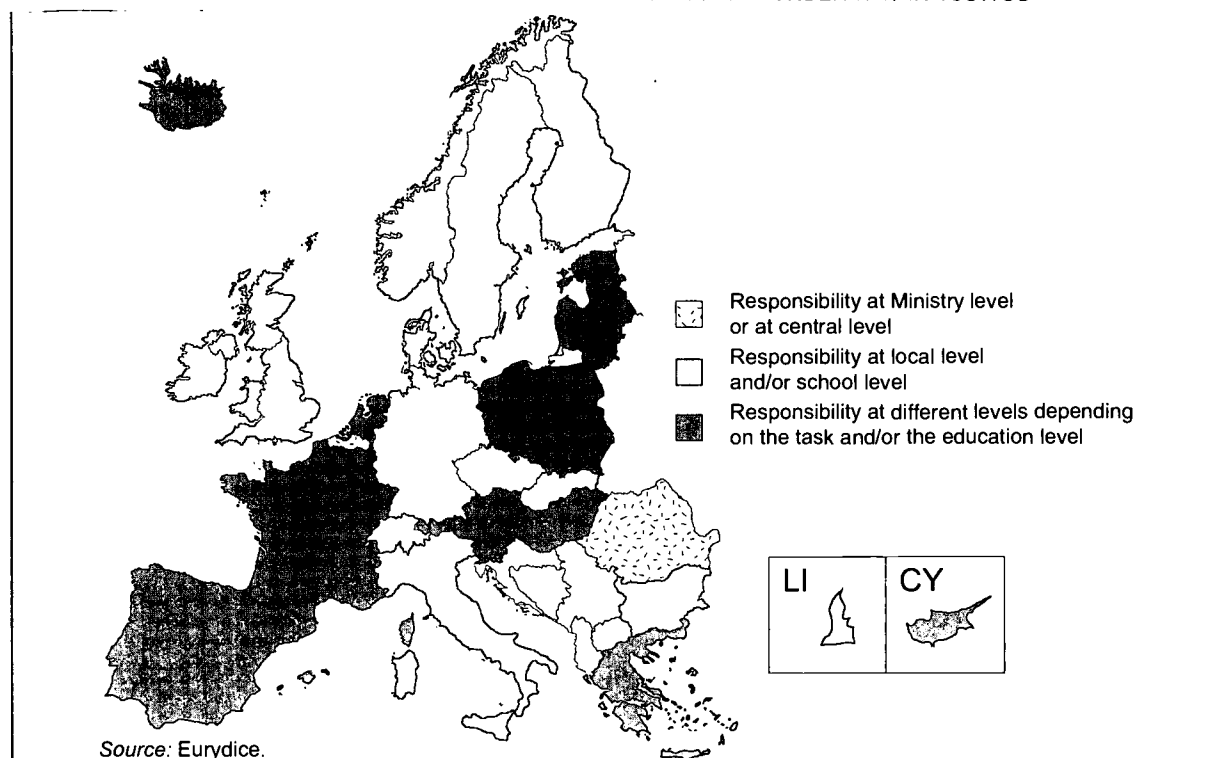 Responsibility at Ministry level
or at central level
Responsibility at local level
and/or school level
Responsibility at different levels depending
on the task and/or the education level
LI
CY
Source: Eurydice.